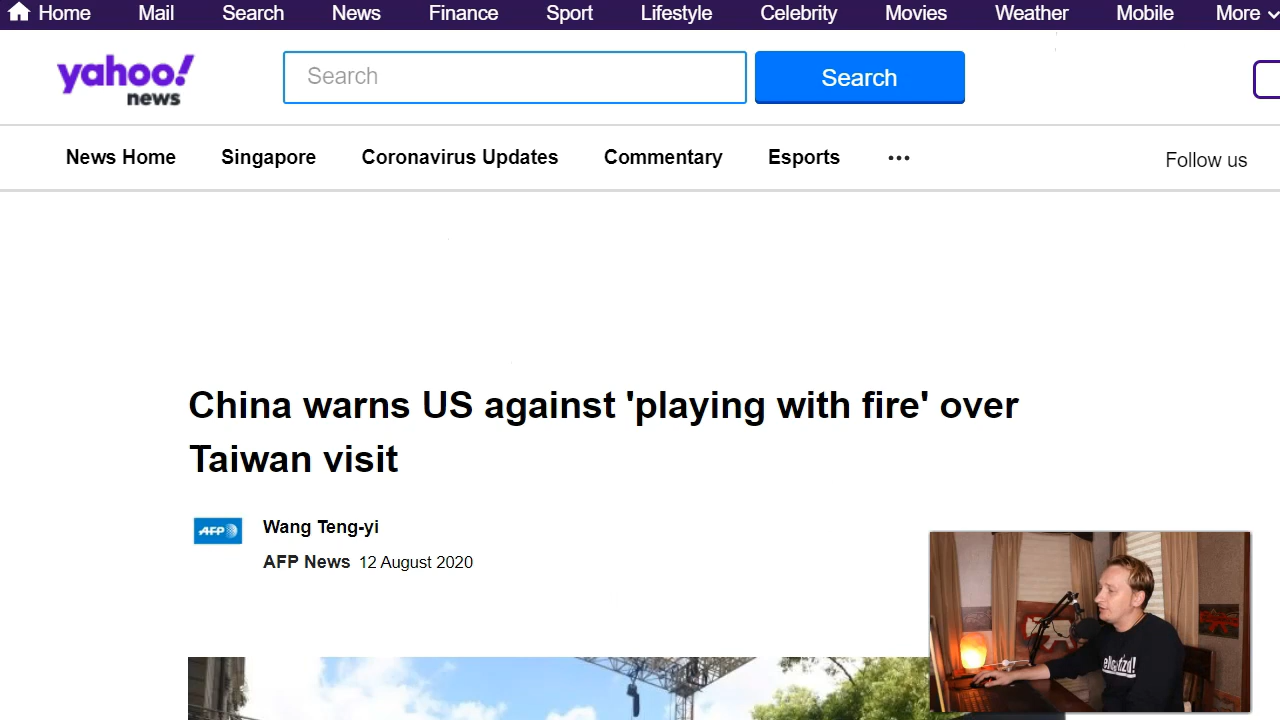 Home Mail Search News Finance Sport Lifestyle Celebrity Movies Weather Mobile More
yahoo!
news
Search
Search
News Home Singapore Coronavirus Updates Commentary Esports
Follow us
China warns US against 'playing with fire' over
Taiwan visit
AFP
Wang Teng-yi
AFP News 12 August 2020